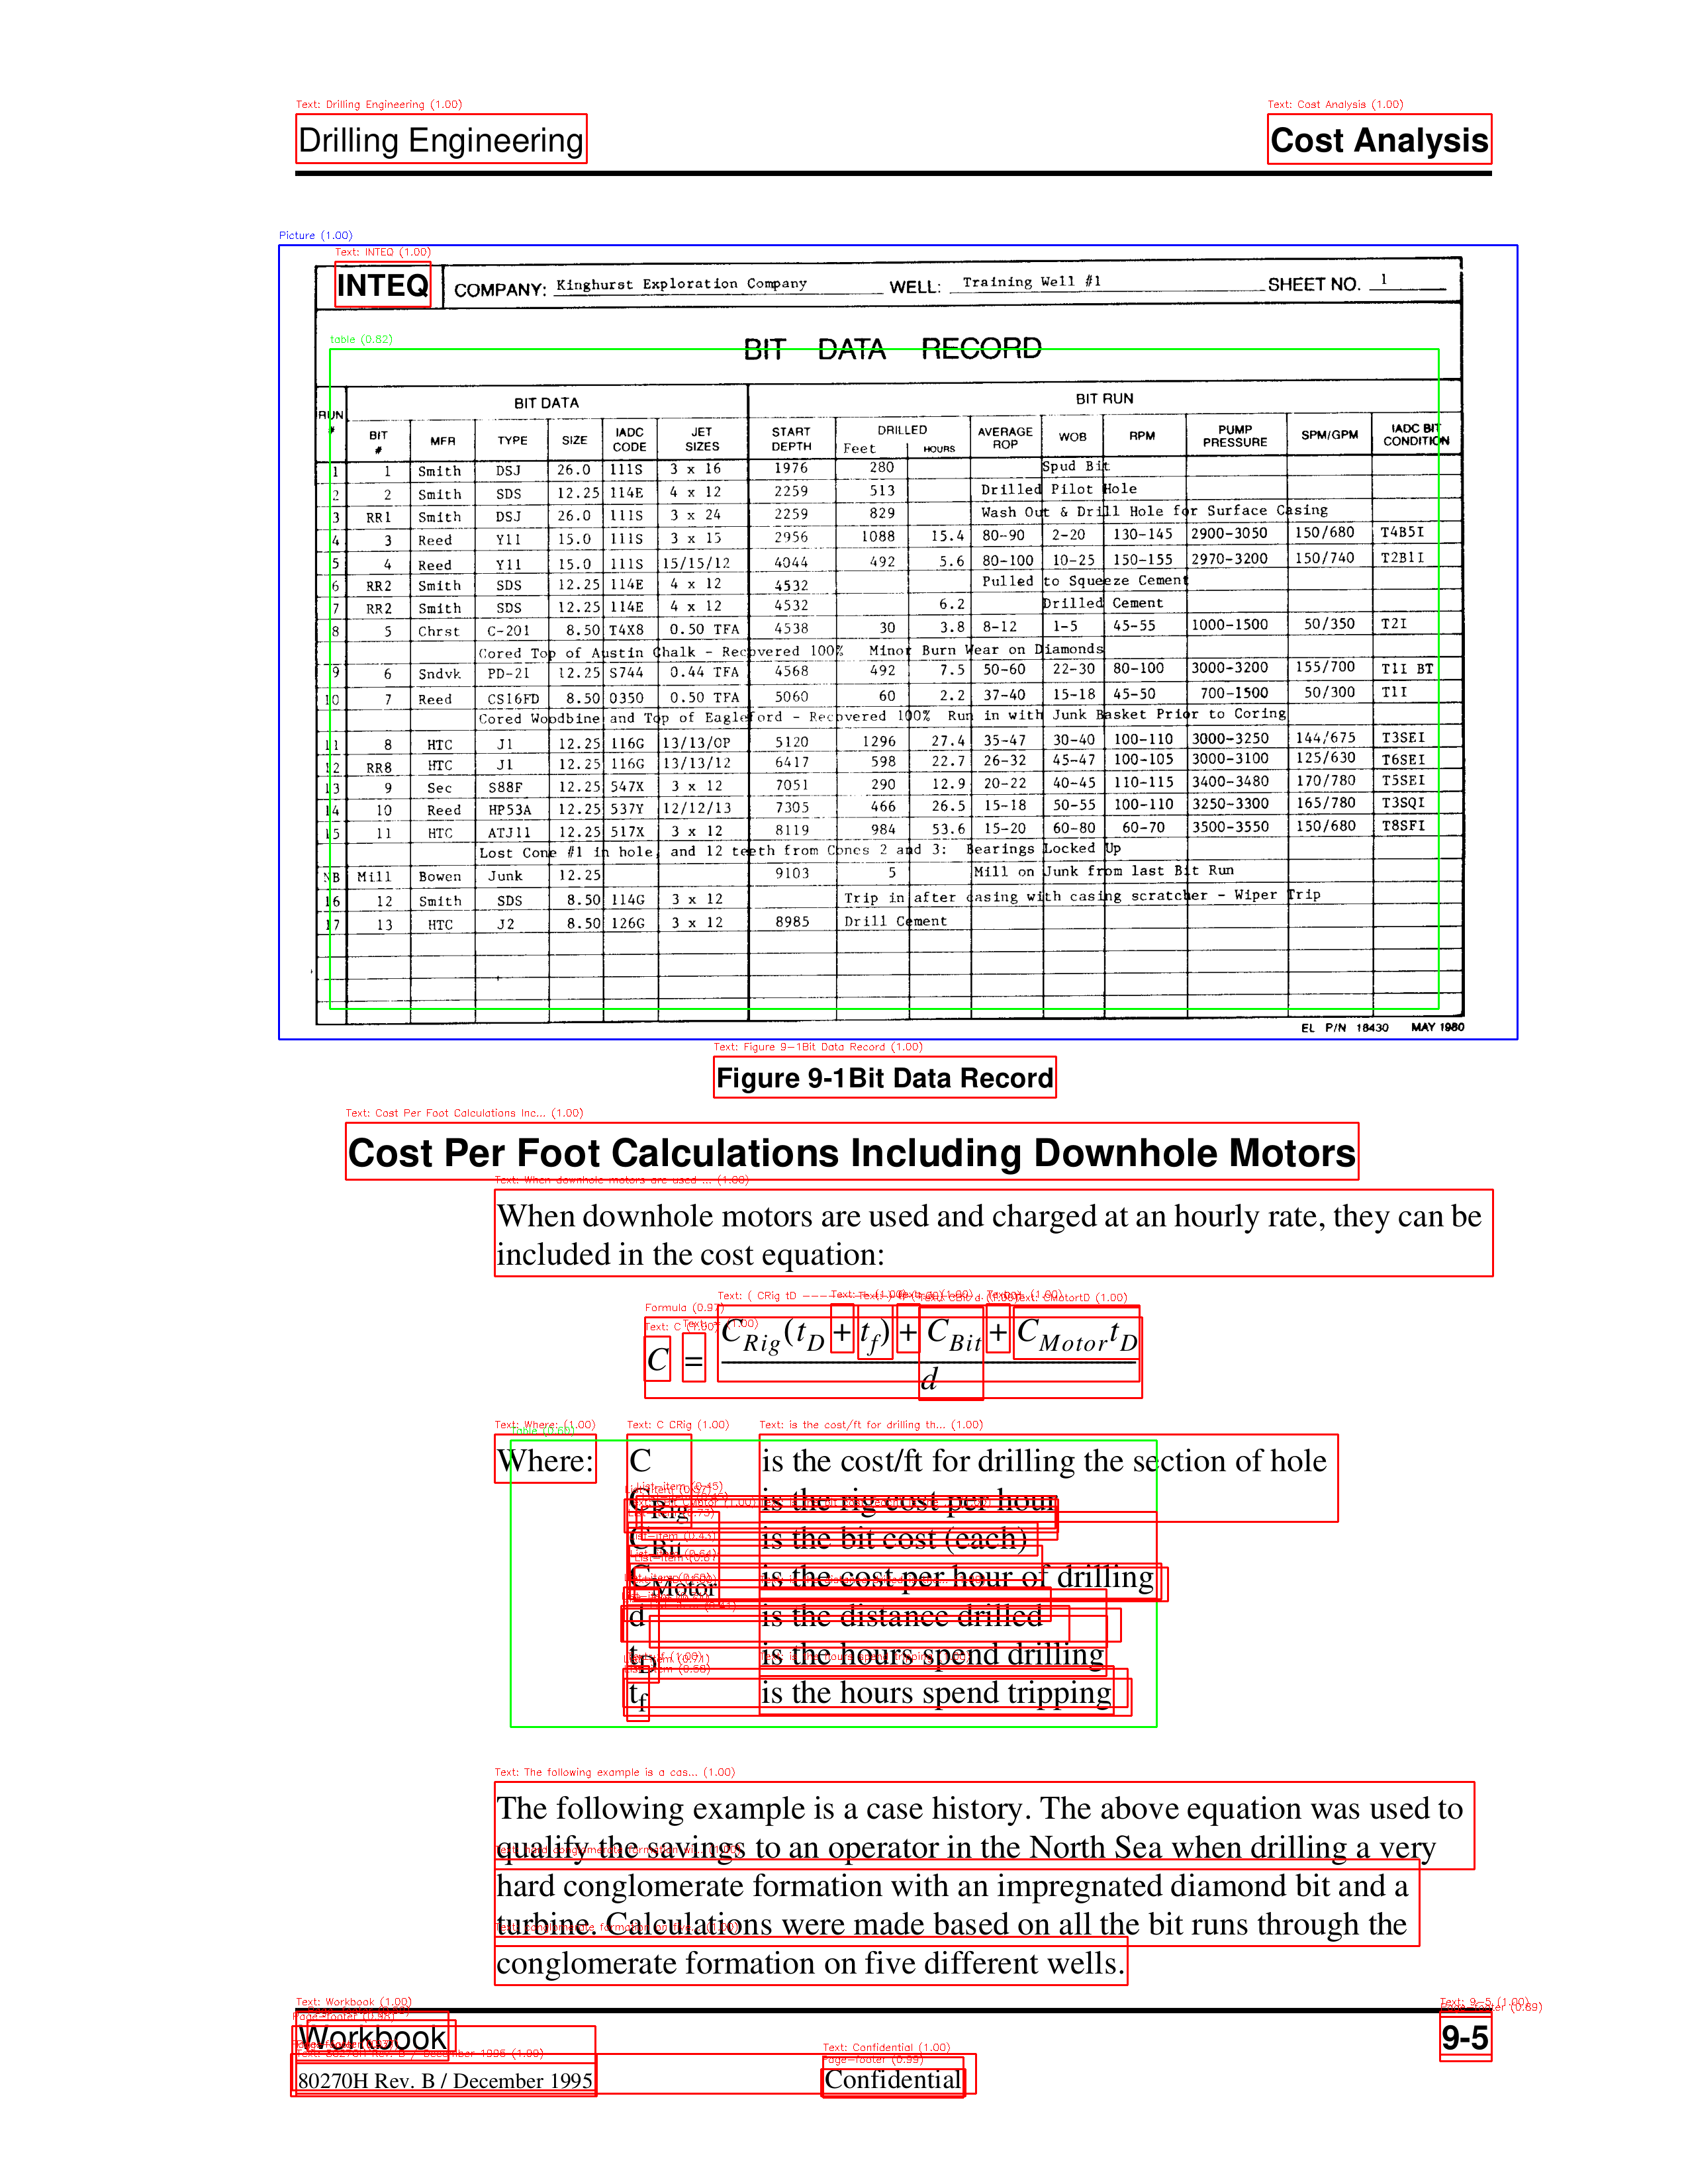 Drilling Engineering Cost Analysis
INTEQ COMPANY: Kinghurst Exploration Company WELL: Training Well #1 SHEET NO. 1
BIT DATA RECORD
RUN # BIT DATA BIT RUN
BIT # MFR TYPE SIZE IADC CODE JET SIZES START DEPTH DRILLED Feet HOURS AVERAGE ROP WOB RPM PUMP PRESSURE SPM/GPM IADC BIT CONDITION
1 1 Smith DSJ 26.0 111S 3 x 16 1976 280 Spud Bit
2 2 Smith SDS 12.25 114E 4 x 12 2259 513 Drilled Pilot Hole
3 RR1 Smith DSJ 26.0 111S 3 x 24 2259 829 Wash Out & Drill Hole for Surface Casing
4 3 Reed Y11 15.0 111S 3 x 15 2956 1088 15.4 80-90 2-20 130-145 2900-3050 150/680 T4B5I
5 4 Reed Y11 15.0 111S 15/15/12 4044 492 5.6 80-100 10-25 150-155 2970-3200 150/740 T2B1I
6 RR2 Smith SDS 12.25 114E 4 x 12 4532 Pulled to Squeeze Cement
7 RR2 Smith SDS 12.25 114E 4 x 12 4532 6.2 Drilled Cement
8 5 Chrst C-201 8.50 T4X8 0.50 TFA 4538 30 3.8 8-12 1-5 45-55 1000-1500 50/350 T2I
Cored Top of Austin Chalk - Recovered 100% Minor Burn Wear on Diamonds
9 6 Sndvk PD-21 12.25 S744 0.44 TFA 4568 492 7.5 50-60 22-30 80-100 3000-3200 155/700 T1I BT
10 7 Reed CS16FD 8.50 0350 0.50 TFA 5060 60 2.2 37-40 15-18 45-50 700-1500 50/300 T1I
Cored Woodbine and Top of Eagleford - Recovered 100% Run in with Junk Basket Prior to Coring
11 8 HTC J1 12.25 116G 13/13/OP 5120 1296 27.4 35-47 30-40 100-110 3000-3250 144/675 T3SEI
12 RR8 HTC J1 12.25 116G 13/13/12 6417 598 22.7 26-32 45-47 100-105 3000-3100 125/630 T6SEI
13 9 Sec S88F 12.25 547X 3 x 12 7051 290 12.9 20-22 40-45 110-115 3400-3480 170/780 T5SEI
14 10 Reed HP53A 12.25 537Y 12/12/13 7305 466 26.5 15-18 50-55 100-110 3250-3300 165/780 T3SQI
15 11 HTC ATJ11 12.25 517X 3 x 12 8119 984 53.6 15-20 60-80 60-70 3500-3550 150/680 T8SFI
Lost Cone #1 in hole, and 12 teeth from Cones 2 and 3: Bearings Locked Up
NB Mill Bowen Junk 12.25 9103 5 Mill on Junk from last Bit Run
16 12 Smith SDS 8.50 114G 3 x 12 Trip in after casing with casing scratcher - Wiper Trip
17 13 HTC J2 8.50 126G 3 x 12 8985 Drill Cement
EL P/N 18430 MAY 1980
Figure 9-1Bit Data Record
Cost Per Foot Calculations Including Downhole Motors
When downhole motors are used and charged at an hourly rate, they can be
included in the cost equation:
C = C_Rig(t_D + t_f) + C_Bit + C_Motor t_D
d
Where: C is the cost/ft for drilling the section of hole
C_Rig is the rig cost per hour
C_Bit is the bit cost (each)
C_Motor is the cost per hour of drilling
d is the distance drilled
t_D is the hours spend drilling
t_f is the hours spend tripping
The following example is a case history. The above equation was used to
qualify the savings to an operator in the North Sea when drilling a very
hard conglomerate formation with an impregnated diamond bit and a
turbine. Calculations were made based on all the bit runs through the
conglomerate formation on five different wells.
Workbook 9-5
80270H Rev. B / December 1995 Confidential